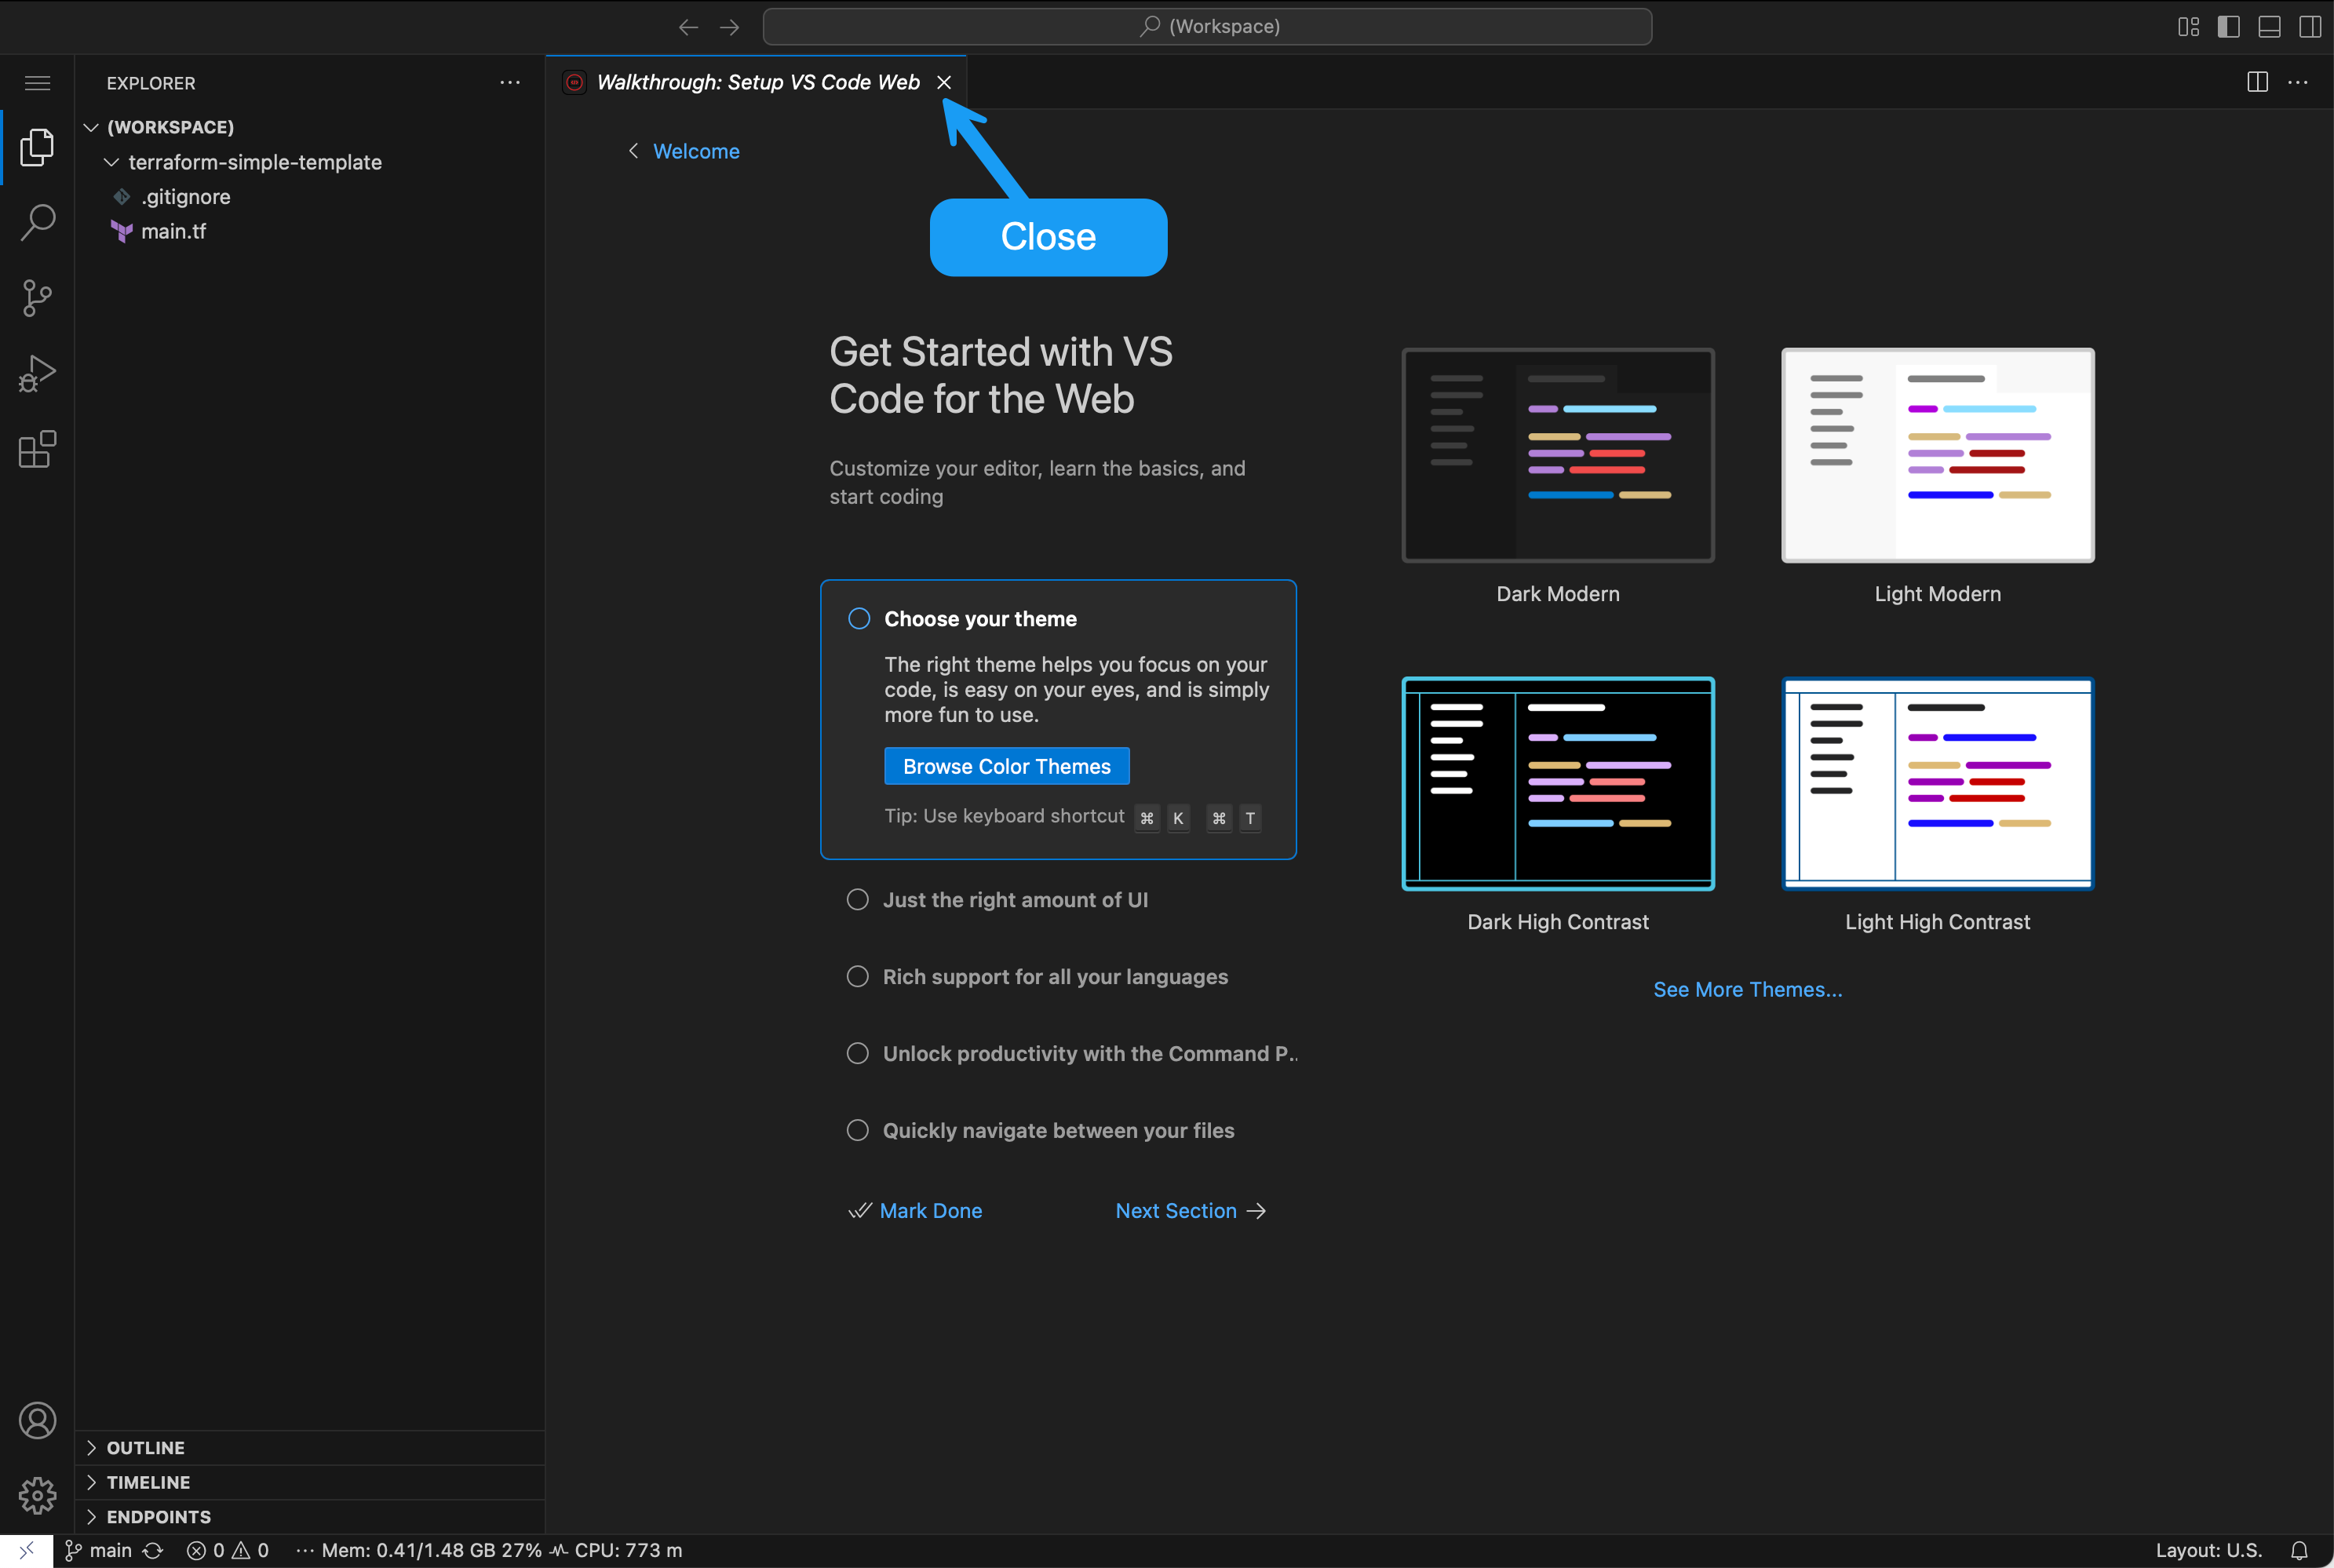 (Workspace)
EXPLORER
Walkthrough: Setup VS Code Web
(WORKSPACE)
terraform-simple-template
.gitignore
main.tf
Welcome
Close
Get Started with VS
Code for the Web
Customize your editor, learn the basics, and
start coding
Choose your theme
The right theme helps you focus on your
code, is easy on your eyes, and is simply
more fun to use.
Browse Color Themes
Tip: Use keyboard shortcut ⌘ K ⌘ T
Just the right amount of UI
Rich support for all your languages
Unlock productivity with the Command P..
Quickly navigate between your files
Mark Done
Next Section
Dark Modern
Light Modern
Dark High Contrast
Light High Contrast
See More Themes...
OUTLINE
TIMELINE
ENDPOINTS
main 0 0 ··· Mem: 0.41/1.48 GB 27% CPU: 773 m
Layout: U.S.